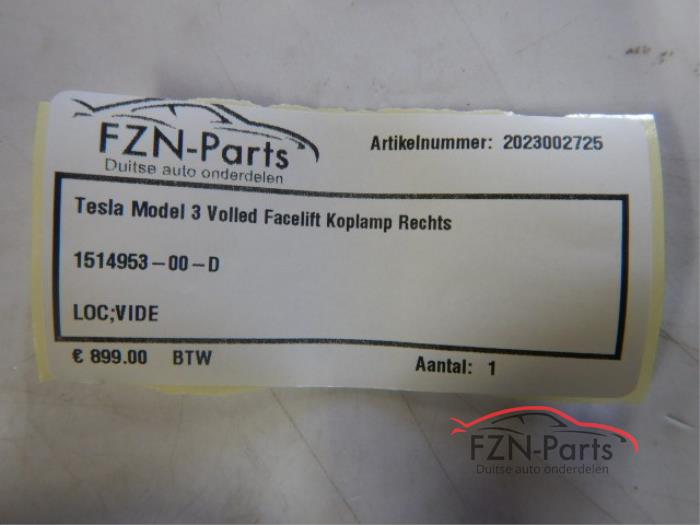 FZN-Parts
Duitse auto onderdelen
Artikelnummer: 2023002725
Tesla Model 3 Volled Facelift Koplamp Rechts
1514953-00-D
LOC;VIDE
€ 899.00 BTW
Aantal: 1
FZN-Parts
Duitse auto onderdelen